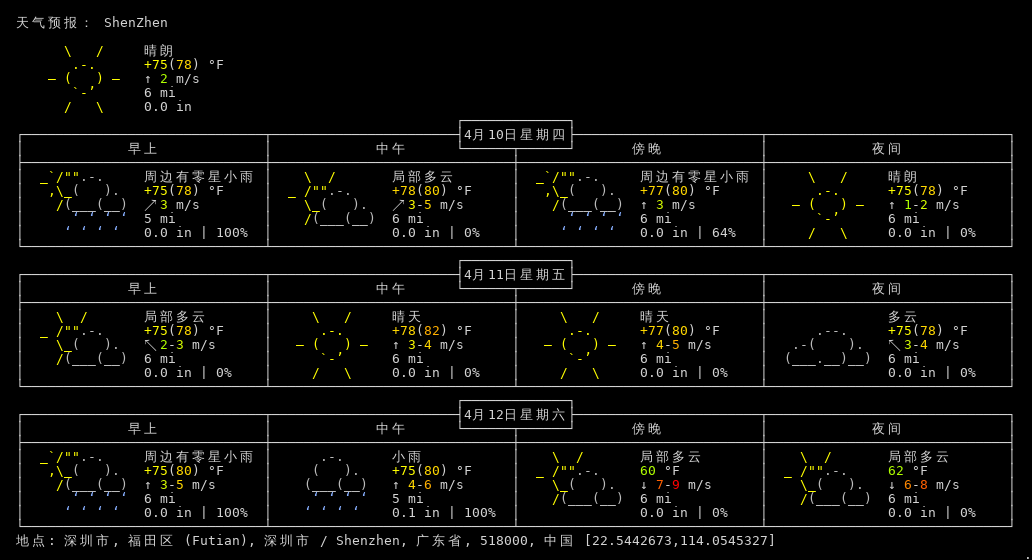 天气预报： ShenZhen
晴朗
+75(78) °F
↑ 2 m/s
6 mi
0.0 in
4月10日星期四
早上 中午 傍晚 夜间
周边有零星小雨 局部多云 周边有零星小雨 晴朗
+75(78) °F +78(80) °F +77(80) °F +75(78) °F
↗ 3 m/s ↗ 3-5 m/s ↑ 3 m/s ↑ 1-2 m/s
5 mi 6 mi 6 mi 6 mi
0.0 in | 100% 0.0 in | 0% 0.0 in | 64% 0.0 in | 0%
4月11日星期五
早上 中午 傍晚 夜间
局部多云 晴天 晴天 多云
+75(78) °F +78(82) °F +77(80) °F +75(78) °F
↖ 2-3 m/s ↑ 3-4 m/s ↑ 4-5 m/s ↖ 3-4 m/s
6 mi 6 mi 6 mi 6 mi
0.0 in | 0% 0.0 in | 0% 0.0 in | 0% 0.0 in | 0%
4月12日星期六
早上 中午 傍晚 夜间
周边有零星小雨 小雨 局部多云 局部多云
+75(80) °F +75(80) °F 60 °F 62 °F
↑ 3-5 m/s ↑ 4-6 m/s ↓ 7-9 m/s ↓ 6-8 m/s
6 mi 5 mi 6 mi 6 mi
0.0 in | 100% 0.1 in | 100% 0.0 in | 0% 0.0 in | 0%
地点: 深圳市, 福田区 (Futian), 深圳市 / Shenzhen, 广东省, 518000, 中国 [22.5442673,114.0545327]